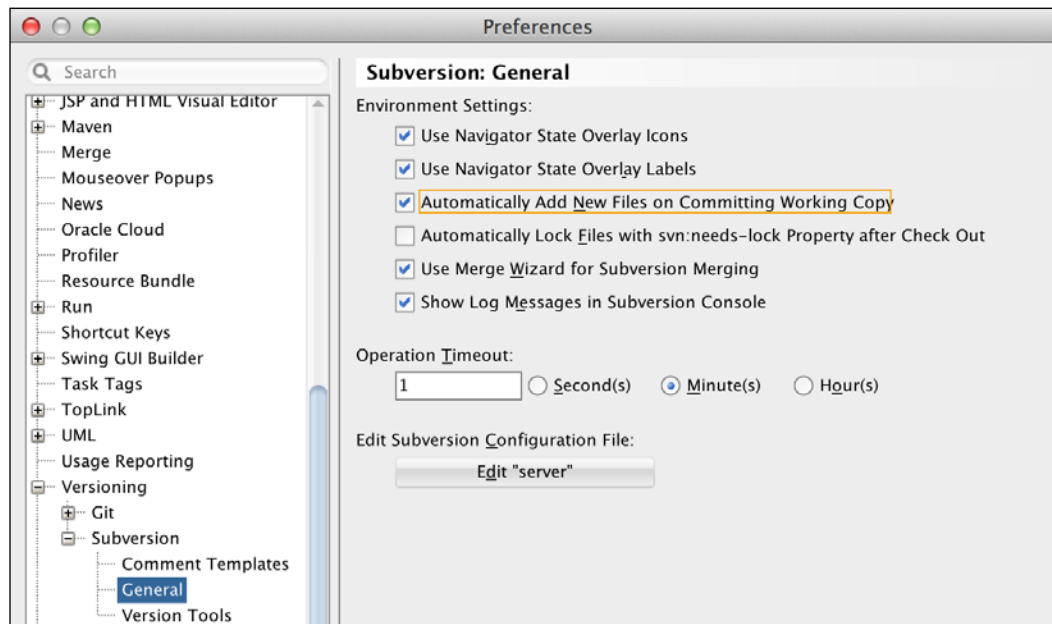 Preferences
Search
JSP and HTML Visual Editor
Maven
Merge
Mouseover Popups
News
Oracle Cloud
Profiler
Resource Bundle
Run
Shortcut Keys
Swing GUI Builder
Task Tags
TopLink
UML
Usage Reporting
Versioning
Git
Subversion
Comment Templates
General
Version Tools
Subversion: General
Environment Settings:
Use Navigator State Overlay Icons
Use Navigator State Overlay Labels
Automatically Add New Files on Committing Working Copy
Automatically Lock Files with svn:needs-lock Property after Check Out
Use Merge Wizard for Subversion Merging
Show Log Messages in Subversion Console
Operation Timeout:
1 Second(s) Minute(s) Hour(s)
Edit Subversion Configuration File:
Edit "server"